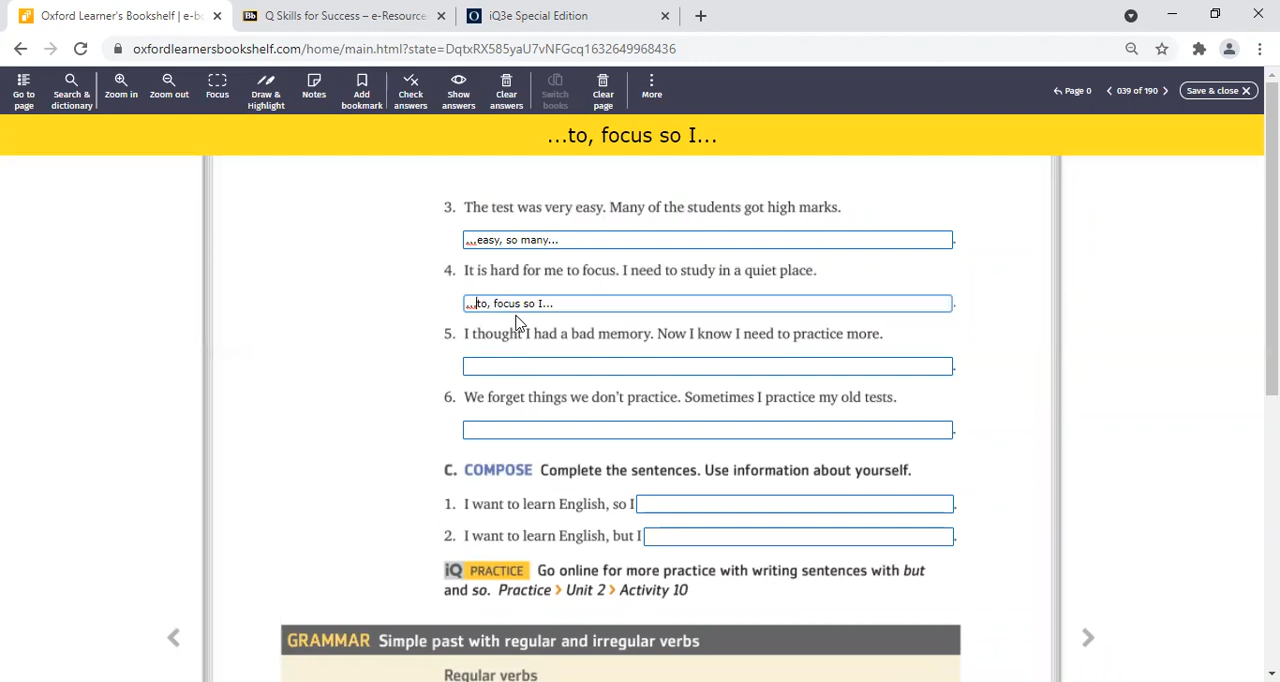 Oxford Learner's Bookshelf | e-bo
Q Skills for Success – e-Resource
iQ3e Special Edition
oxfordlearnersbookshelf.com/home/main.html?state=DqtxRX585yaU7vNFGcq1632649968436
Go to page
Search & dictionary
Zoom in
Zoom out
Focus
Draw & Highlight
Notes
Add bookmark
Check answers
Show answers
Clear answers
Switch books
Clear page
More
Page 0
039 of 190
Save & close X
...to, focus so I...
3. The test was very easy. Many of the students got high marks.
...easy, so many...
4. It is hard for me to focus. I need to study in a quiet place.
...to, focus so I...
5. I thought I had a bad memory. Now I know I need to practice more.
6. We forget things we don't practice. Sometimes I practice my old tests.
C. COMPOSE Complete the sentences. Use information about yourself.
1. I want to learn English, so I .
2. I want to learn English, but I .
iQ PRACTICE Go online for more practice with writing sentences with but
and so. Practice > Unit 2 > Activity 10
GRAMMAR Simple past with regular and irregular verbs
Regular verbs